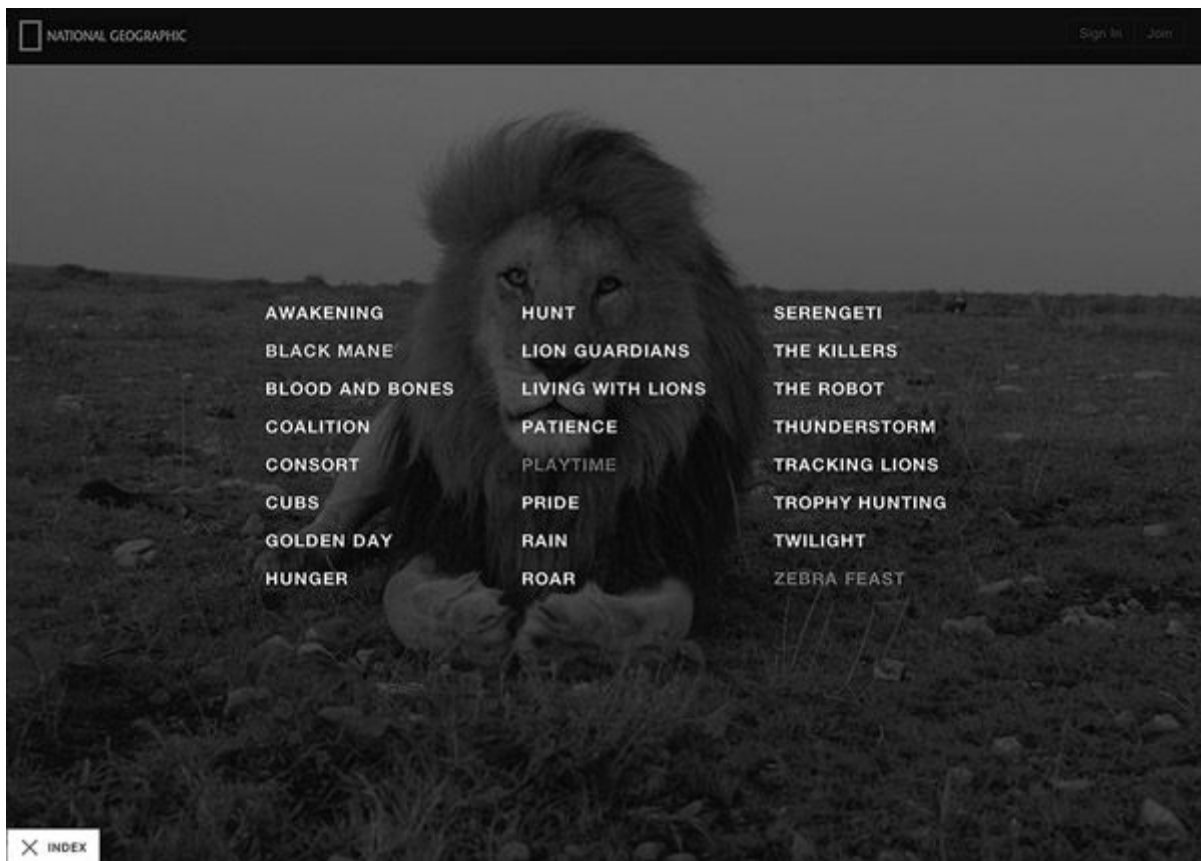 NATIONAL GEOGRAPHIC
Sign In Join
AWAKENING
BLACK MANE
BLOOD AND BONES
COALITION
CONSORT
CUBS
GOLDEN DAY
HUNGER
HUNT
LION GUARDIANS
LIVING WITH LIONS
PATIENCE
PLAYTIME
PRIDE
RAIN
ROAR
SERENGETI
THE KILLERS
THE ROBOT
THUNDERSTORM
TRACKING LIONS
TROPHY HUNTING
TWILIGHT
ZEBRA FEAST
INDEX